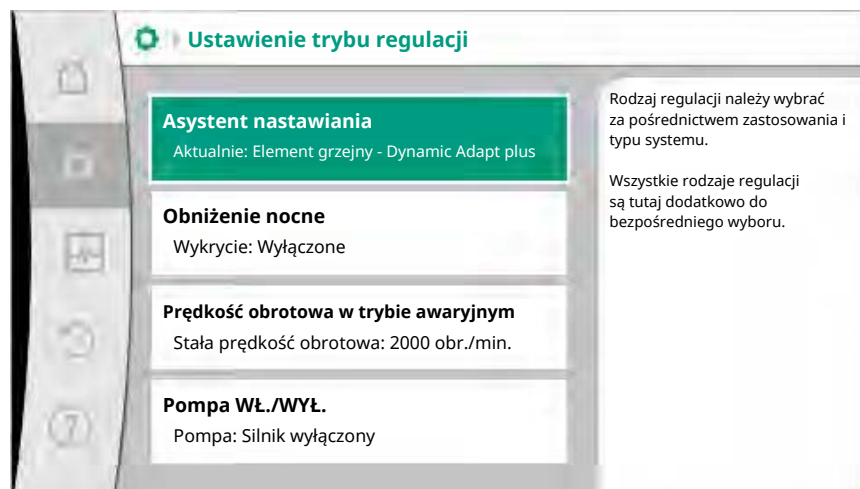 Ustawienie trybu regulacji
Asystent nastawiania
Aktualnie: Element grzejny - Dynamic Adapt plus
Obniżenie nocne
Wykrycie: Wyłączone
Prędkość obrotowa w trybie awaryjnym
Stała prędkość obrotowa: 2000 obr./min.
Pompa WŁ./WYŁ.
Pompa: Silnik wyłączony
Rodzaj regulacji należy wybrać
za pośrednictwem zastosowania i
typu systemu.
Wszystkie rodzaje regulacji
są tutaj dodatkowo do
bezpośredniego wyboru.